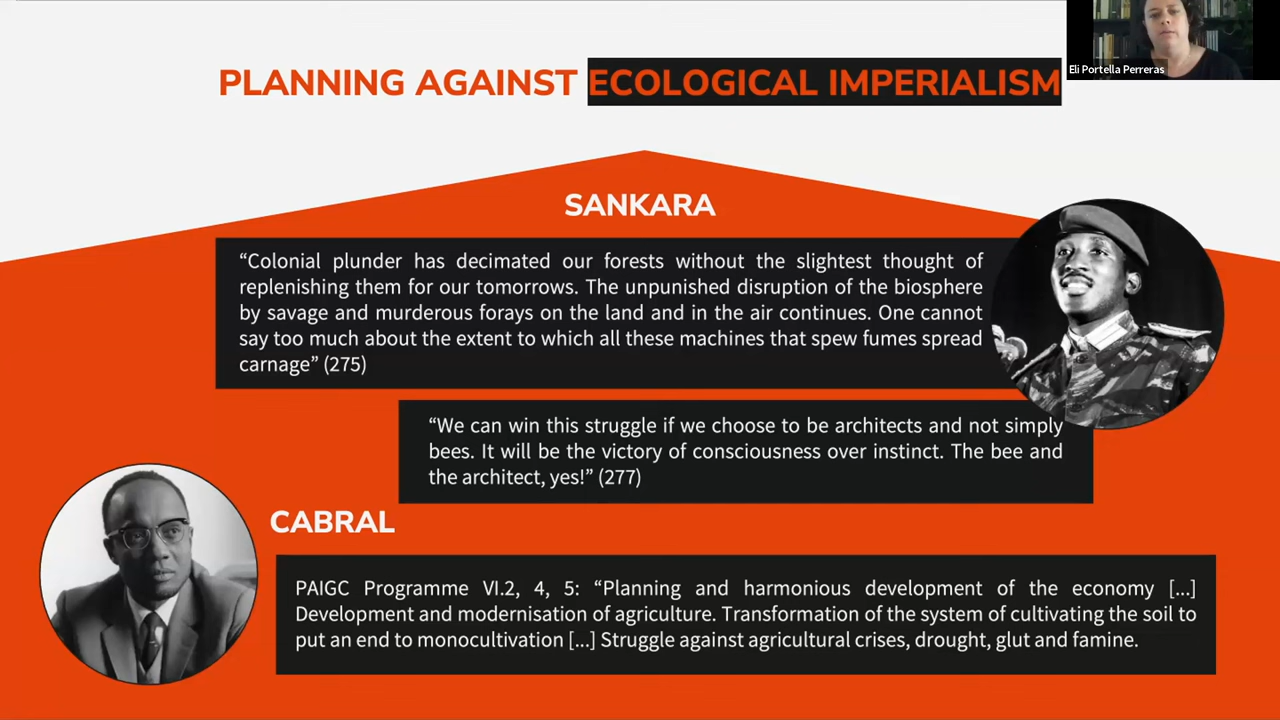 PLANNING AGAINST ECOLOGICAL IMPERIALISM
Eli Portella Perreras
SANKARA
“Colonial plunder has decimated our forests without the slightest thought of
replenishing them for our tomorrows. The unpunished disruption of the biosphere
by savage and murderous forays on the land and in the air continues. One cannot
say too much about the extent to which all these machines that spew fumes spread
carnage” (275)
“We can win this struggle if we choose to be architects and not simply
bees. It will be the victory of consciousness over instinct. The bee and
the architect, yes!” (277)
CABRAL
PAIGC Programme VI.2, 4, 5: “Planning and harmonious development of the economy [...]
Development and modernisation of agriculture. Transformation of the system of cultivating the soil to
put an end to monocultivation [...] Struggle against agricultural crises, drought, glut and famine.